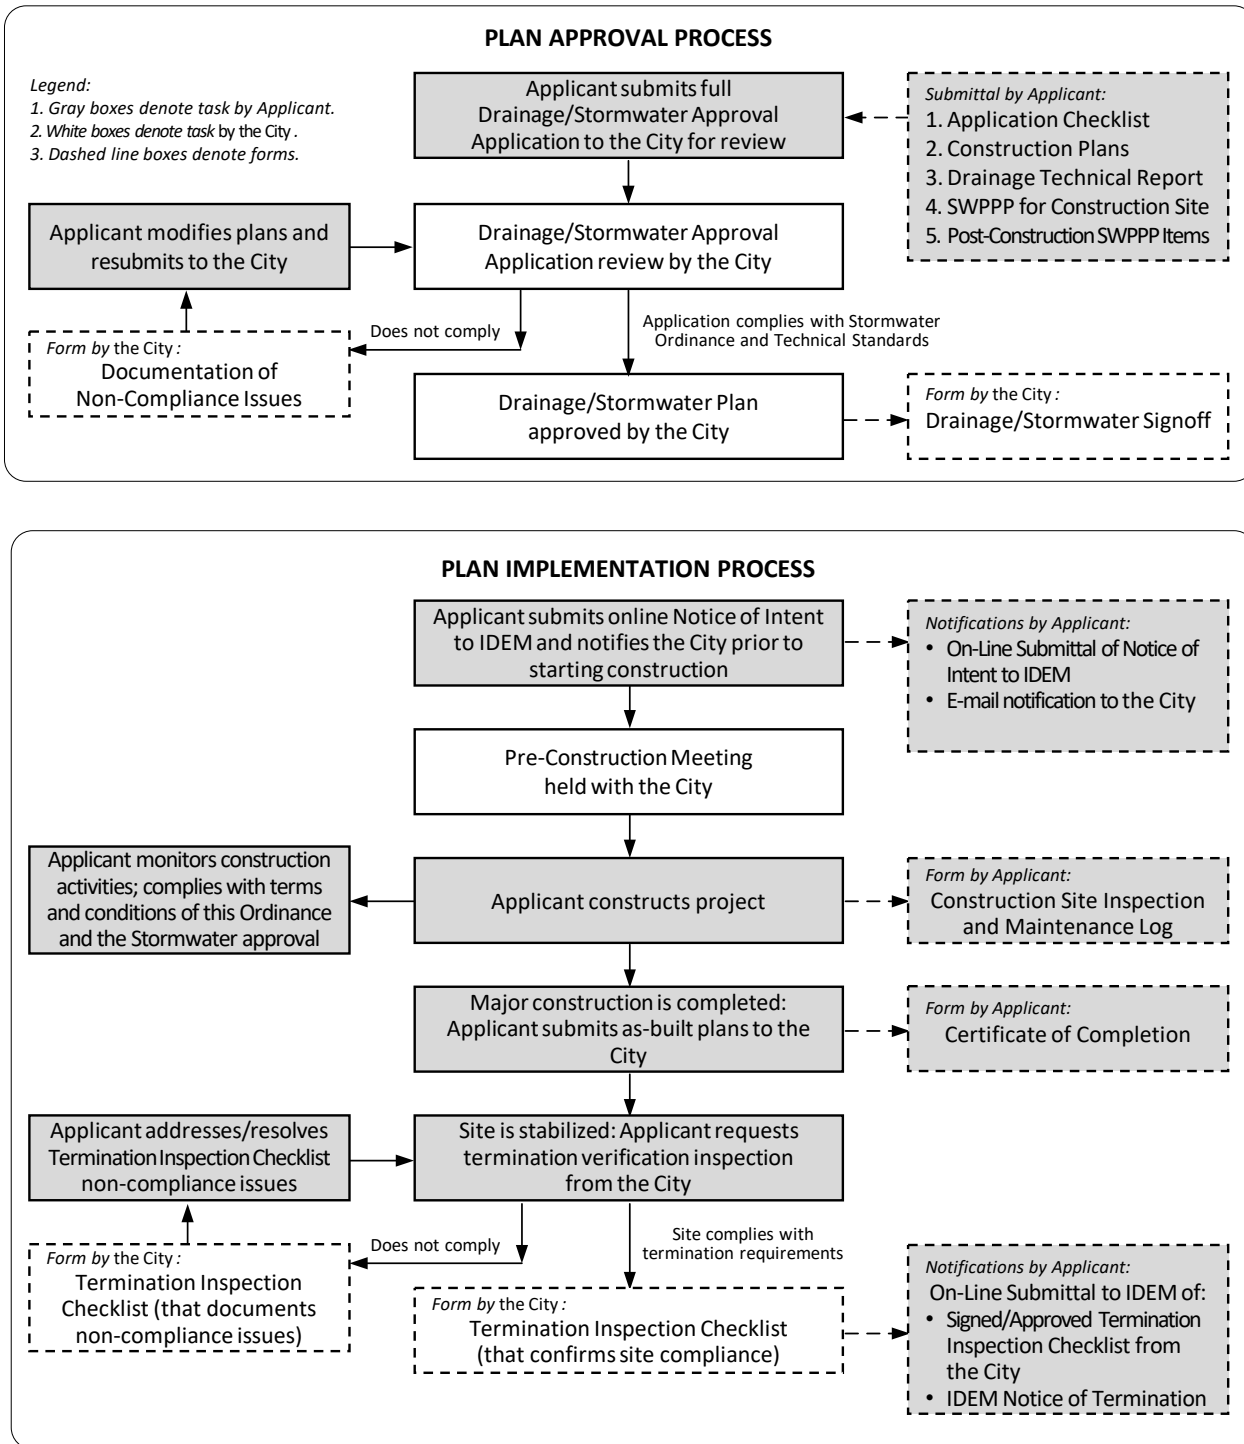 PLAN APPROVAL PROCESS
Legend:
1. Gray boxes denote task by Applicant.
2. White boxes denote task by the City .
3. Dashed line boxes denote forms.
Applicant submits full
Drainage/Stormwater Approval
Application to the City for review
Submittal by Applicant:
1. Application Checklist
2. Construction Plans
3. Drainage Technical Report
4. SWPPP for Construction Site
5. Post-Construction SWPPP Items
Applicant modifies plans and
resubmits to the City
Drainage/Stormwater Approval
Application review by the City
Does not comply
Application complies with Stormwater
Ordinance and Technical Standards
Form by the City :
Documentation of
Non-Compliance Issues
Drainage/Stormwater Plan
approved by the City
Form by the City :
Drainage/Stormwater Signoff
PLAN IMPLEMENTATION PROCESS
Applicant submits online Notice of Intent
to IDEM and notifies the City prior to
starting construction
Notifications by Applicant:
• On-Line Submittal of Notice of
Intent to IDEM
• E-mail notification to the City
Pre-Construction Meeting
held with the City
Applicant monitors construction
activities; complies with terms
and conditions of this Ordinance
and the Stormwater approval
Applicant constructs project
Form by Applicant:
Construction Site Inspection
and Maintenance Log
Major construction is completed:
Applicant submits as-built plans to the
City
Form by Applicant:
Certificate of Completion
Applicant addresses/resolves
Termination Inspection Checklist
non-compliance issues
Site is stabilized: Applicant requests
termination verification inspection
from the City
Does not comply
Site complies with
termination requirements
Form by the City :
Termination Inspection
Checklist (that documents
non-compliance issues)
Form by the City :
Termination Inspection Checklist
(that confirms site compliance)
Notifications by Applicant:
On-Line Submittal to IDEM of:
• Signed/Approved Termination
Inspection Checklist from
the City
• IDEM Notice of Termination